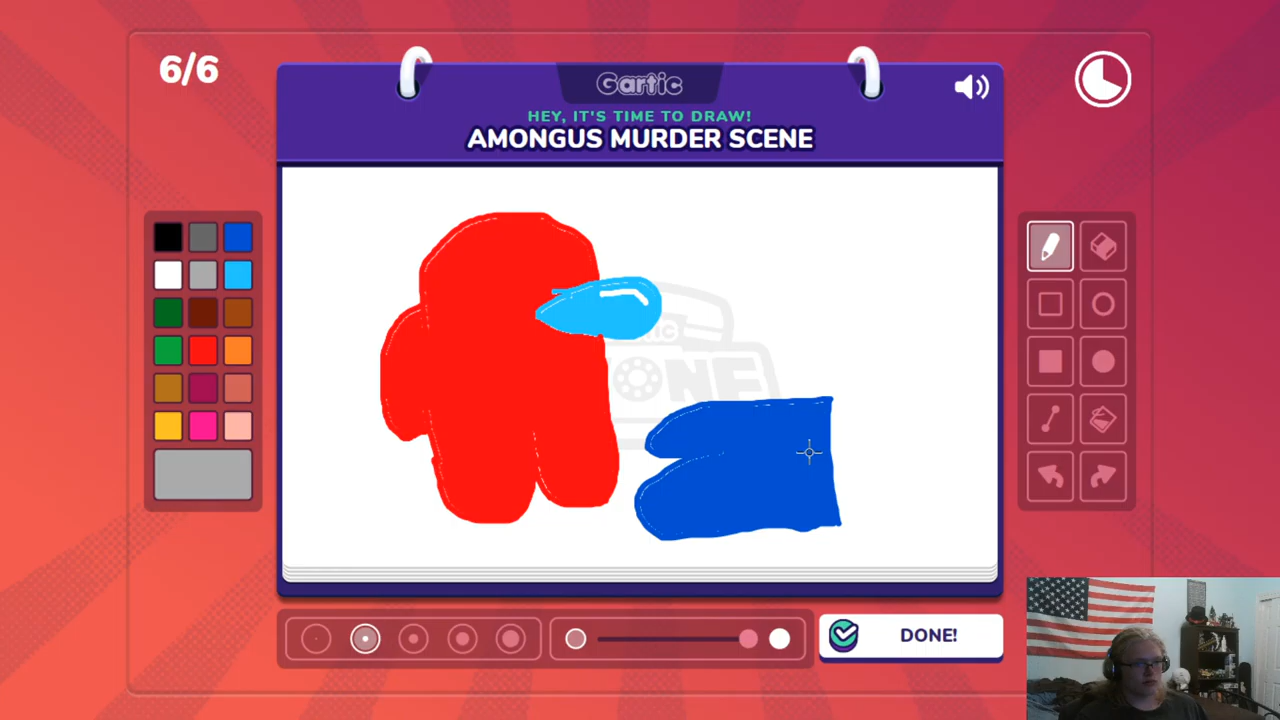 6/6
Gartic
HEY, IT'S TIME TO DRAW!
AMONGUS MURDER SCENE
DONE!